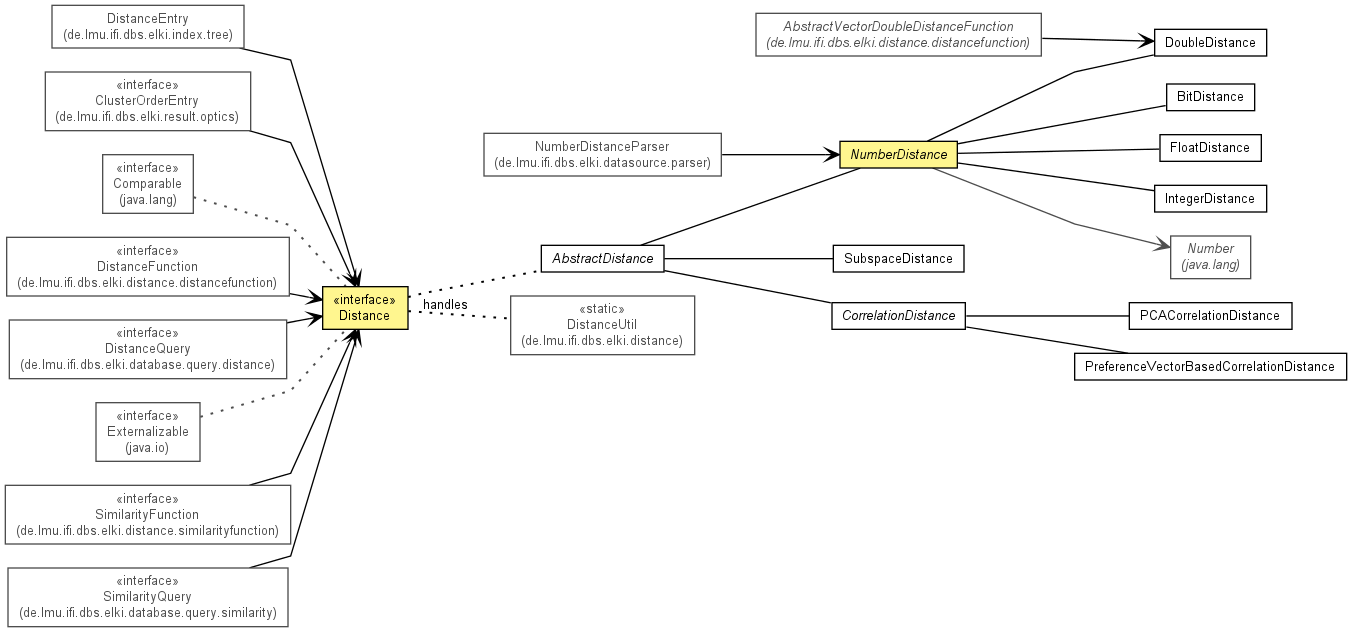 DistanceEntry
(de.lmu.ifi.dbs.elki.index.tree)
«interface»
ClusterOrderEntry
(de.lmu.ifi.dbs.elki.result.optics)
«interface»
Comparable
(java.lang)
«interface»
DistanceFunction
(de.lmu.ifi.dbs.elki.distance.distancefunction)
«interface»
DistanceQuery
(de.lmu.ifi.dbs.elki.database.query.distance)
«interface»
Externalizable
(java.io)
«interface»
SimilarityFunction
(de.lmu.ifi.dbs.elki.distance.similarityfunction)
«interface»
SimilarityQuery
(de.lmu.ifi.dbs.elki.database.query.similarity)
«interface»
Distance
handles
NumberDistanceParser
(de.lmu.ifi.dbs.elki.datasource.parser)
AbstractDistance
«static»
DistanceUtil
(de.lmu.ifi.dbs.elki.distance)
AbstractVectorDoubleDistanceFunction
(de.lmu.ifi.dbs.elki.distance.distancefunction)
NumberDistance
SubspaceDistance
CorrelationDistance
DoubleDistance
BitDistance
FloatDistance
IntegerDistance
Number
(java.lang)
PCACorrelationDistance
PreferenceVectorBasedCorrelationDistance